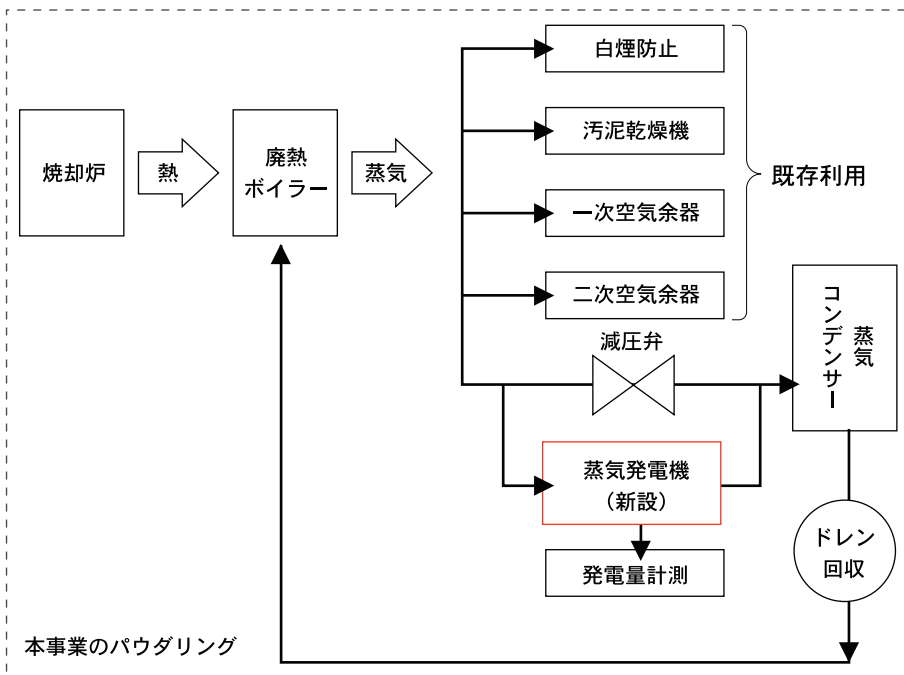 白煙防止
汚泥乾燥機
焼却炉
熱
廃熱
ボイラー
蒸気
既存利用
一次空気余器
二次空気余器
減圧弁
蒸気
コンデンサー
蒸気発電機
（新設）
発電量計測
ドレン
回収
本事業のパウダリング